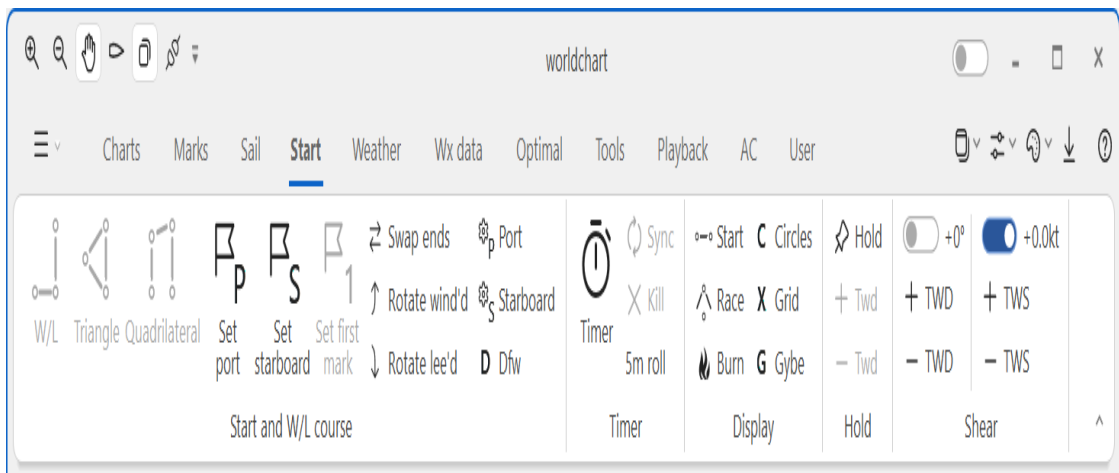 worldchart
Charts Marks Sail Start Weather Wx data Optimal Tools Playback AC User
W/L
Triangle
Quadrilateral
P
Set
port
S
Set
starboard
1
Set first
mark
Swap ends
Rotate wind'd
Rotate lee'd
P Port
S Starboard
D Dfw
Start and W/L course
Timer
Sync
Kill
5m roll
Timer
Start
Race
Burn
C Circles
X Grid
G Gybe
Display
Hold
+ Twd
− Twd
Hold
+0°
+ TWD
− TWD
+0.0kt
+ TWS
− TWS
Shear